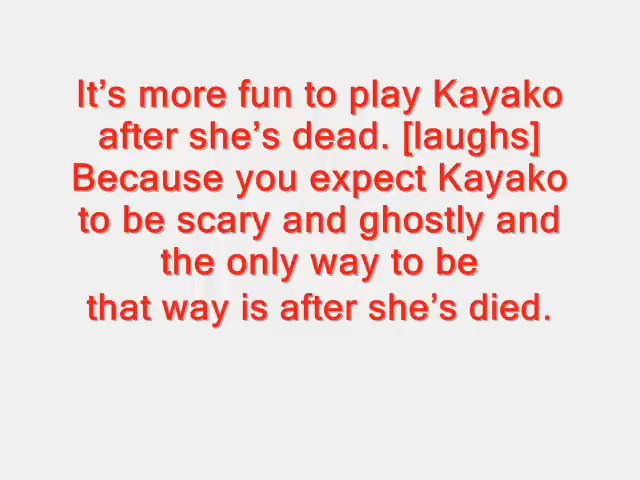 It’s more fun to play Kayako
after she’s dead. [laughs]
Because you expect Kayako
to be scary and ghostly and
the only way to be
that way is after she’s died.